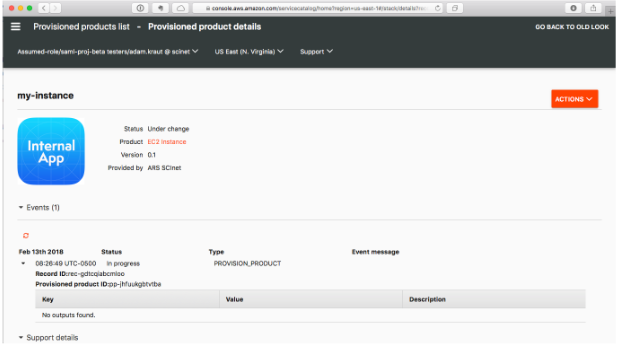 console.aws.amazon.com/servicecatalog/home?region=us-east-1#/stack/details?rec
Provisioned products list - Provisioned product details
GO BACK TO OLD LOOK
Assumed-role/saml-proj-beta testers/adam.kraut @ scinet
US East (N. Virginia)
Support
my-instance
ACTIONS
Internal
App
Status Under change
Product EC2 Instance
Version 0.1
Provided by ARS SCInet
Events (1)
Feb 13th 2018 Status Type Event message
08:26:49 UTC-0500 In progress PROVISION_PRODUCT
Record ID:rec-gdtcqiabcmloo
Provisioned product ID:pp-jhfuukgbtvtba
Key Value Description
No outputs found.
Support details